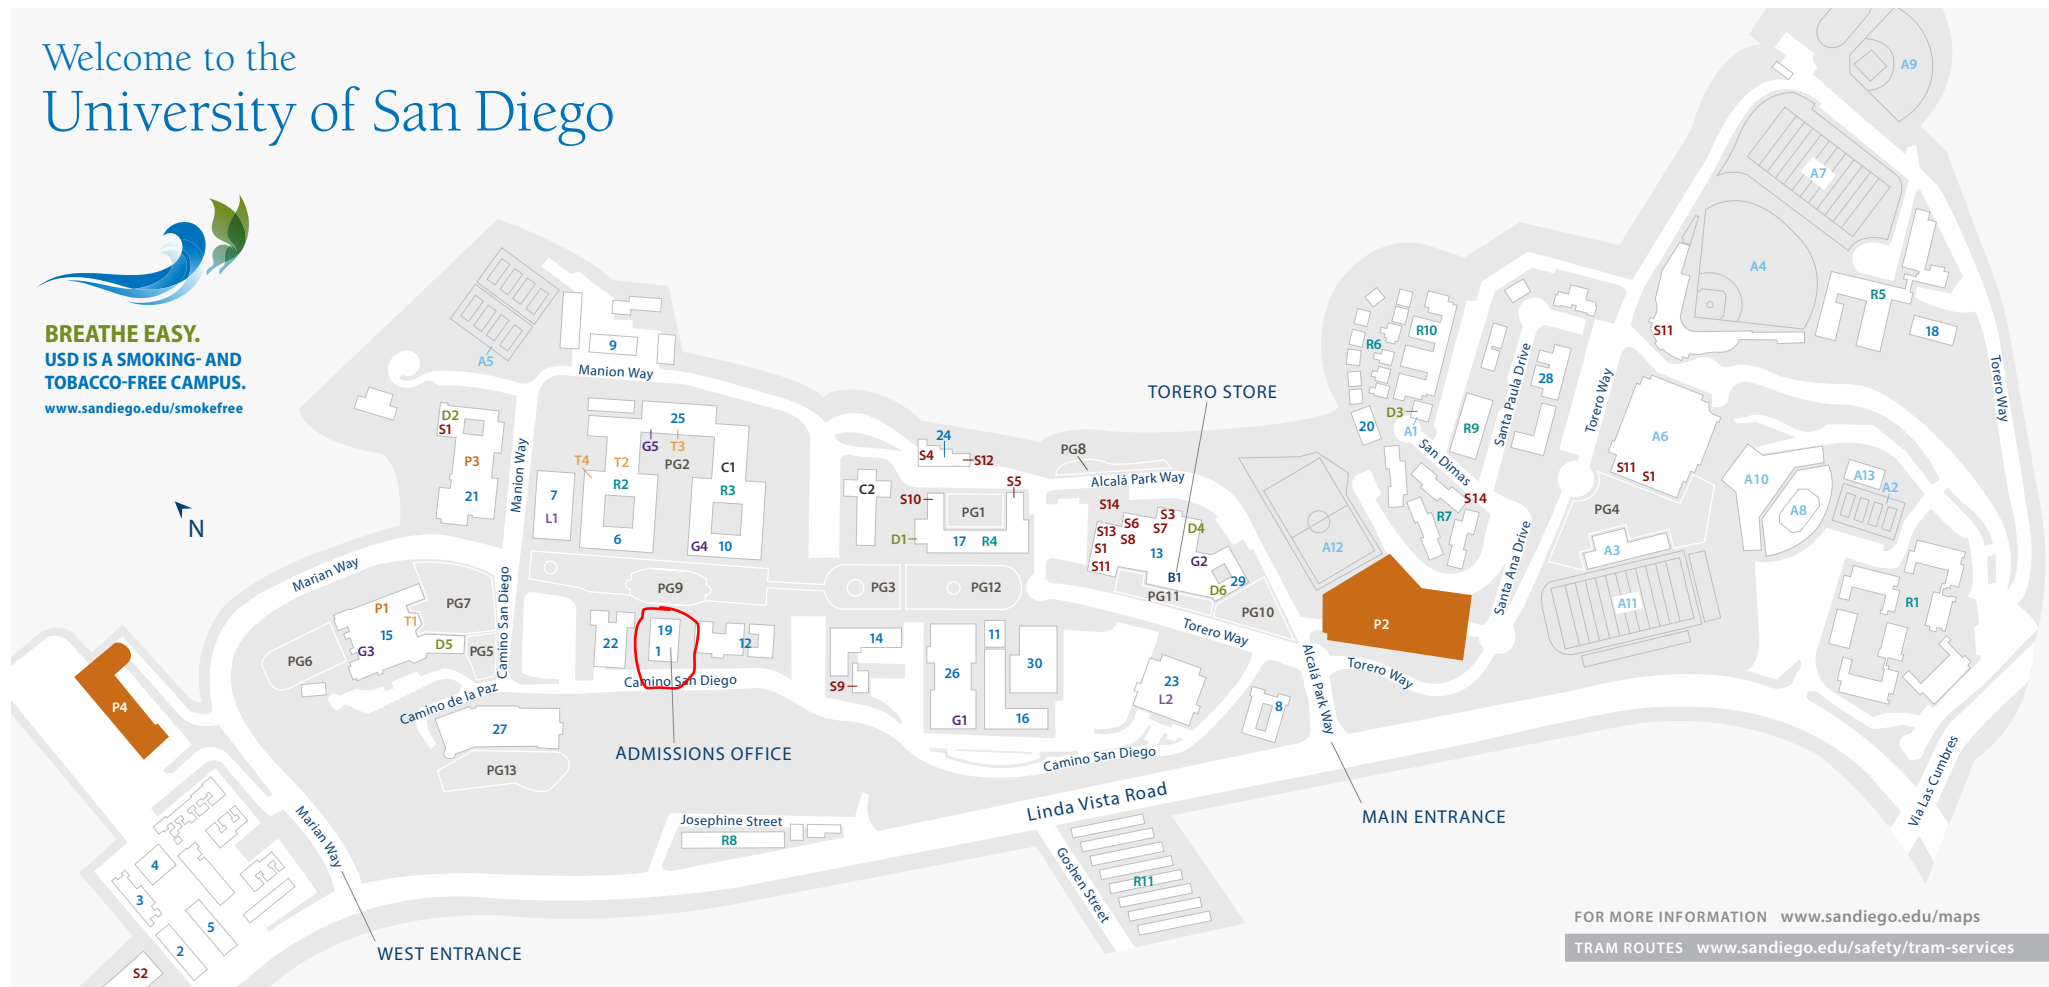 Welcome to the
University of San Diego
BREATHE EASY.
USD IS A SMOKING- AND
TOBACCO-FREE CAMPUS.
www.sandiego.edu/smokefree
N
A9
A7
A4
R5
18
S11
Torero Way
A5
9
Manion Way
R10
R6
28
Santa Paula Drive
Torero Way
TORERO STORE
D2
S1
25
G5
T3
D3
A1
20
R9
A6
24
S4
S12
PG8
San Dimas
S11
S1
P3
T4
T2
PG2
C1
Manion Way
R2
R3
21
7
L1
C2
S10
S5
Alcalá Park Way
S14
S14
A10
A13
A2
PG1
S3
S6
S7
S13
S8
D4
R7
PG4
A8
6
G4
10
D1
17
R4
S1
13
G2
A12
A3
S11
B1
29
D6
Marian Way
Camino San Diego
PG9
PG3
PG12
PG11
PG10
Santa Ana Drive
A11
R1
P1
T1
PG7
15
G3
D5
PG5
PG6
22
19
1
12
14
11
Torero Way
P2
26
30
S9
Camino San Diego
Alcalá Park Way
Torero Way
23
L2
P4
Camino de la Paz
27
G1
16
8
ADMISSIONS OFFICE
PG13
Camino San Diego
Via Las Cumbres
Linda Vista Road
MAIN ENTRANCE
Marian Way
Josephine Street
R8
Goshen Street
R11
4
3
5
2
S2
WEST ENTRANCE
FOR MORE INFORMATION www.sandiego.edu/maps
TRAM ROUTES www.sandiego.edu/safety/tram-services